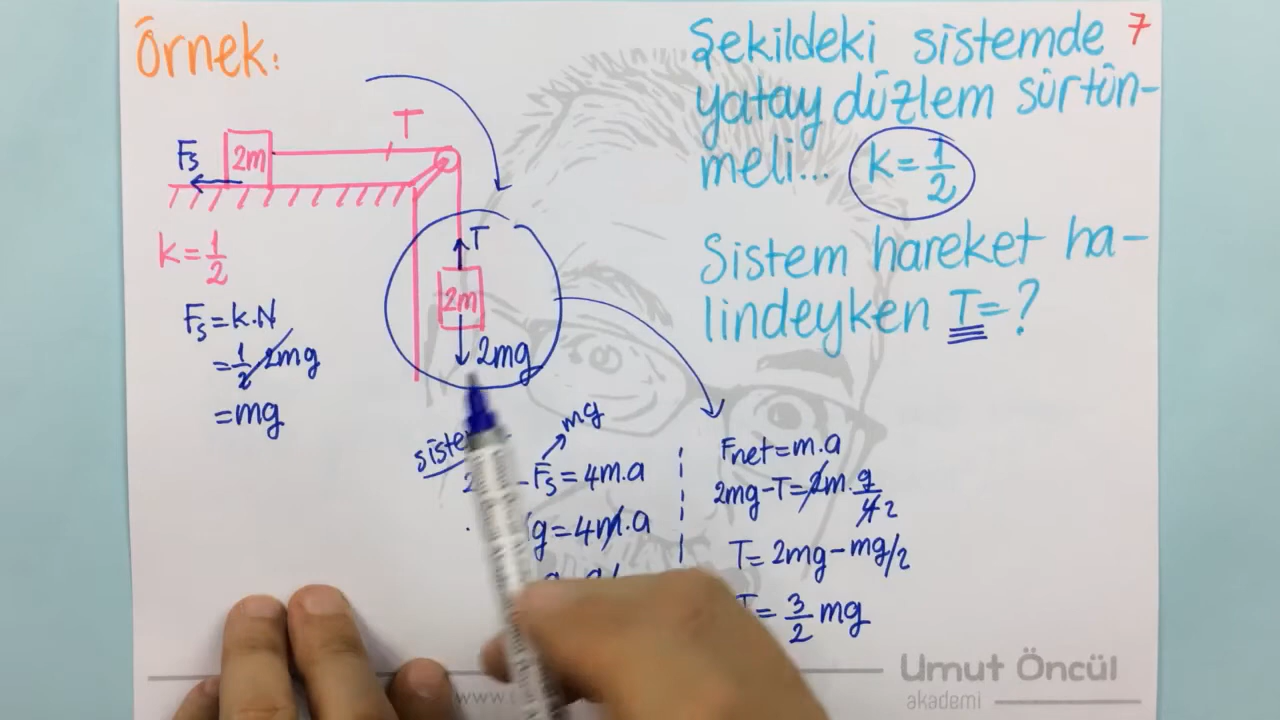 Örnek:
Şekildeki sistemde 7
yatay düzlem sürtün-
meli... k=1/2
Sistem hareket ha-
lindeyken T=?
T
Fs
2m
k=1/2
T
2m
2mg
Fs=k.N
=1/2 2mg
=mg
mg
-Fs=4m.a
g=4m.a
Fnet=m.a
2mg-T=2m.g/4 2
T=2mg-mg/2
=3/2 mg
Umut Öncül
akademi
www.